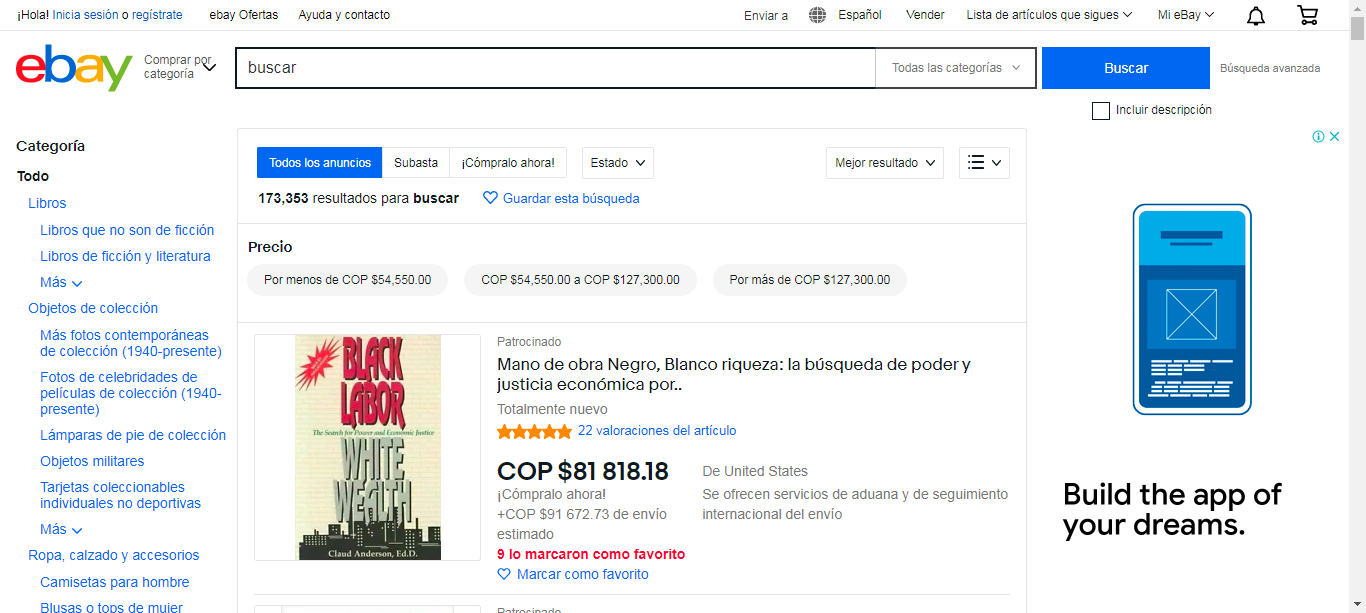 ¡Hola! Inicia sesión o regístrate ebay Ofertas Ayuda y contacto Enviar a Español Vender Lista de artículos que sigues Mi eBay
ebay
Comprar por
categoría
buscar Todas las categorías Buscar Búsqueda avanzada
Incluir descripción
Categoría
Todo
Libros
Libros que no son de ficción
Libros de ficción y literatura
Más
Objetos de colección
Más fotos contemporáneas
de colección (1940-presente)
Fotos de celebridades de
películas de colección (1940-
presente)
Lámparas de pie de colección
Objetos militares
Tarjetas coleccionables
individuales no deportivas
Más
Ropa, calzado y accesorios
Camisetas para hombre
Blusas o tops de mujer
Todos los anuncios Subasta ¡Cómpralo ahora! Estado Mejor resultado
173,353 resultados para buscar Guardar esta búsqueda
Precio
Por menos de COP $54,550.00 COP $54,550.00 a COP $127,300.00 Por más de COP $127,300.00
BLACK
LABOR
The Search for Power and Economic Justice
WHITE
WEALTH
Claud Anderson, Ed.D.
Patrocinado
Mano de obra Negro, Blanco riqueza: la búsqueda de poder y
justicia económica por..
Totalmente nuevo
22 valoraciones del artículo
COP $81 818.18
¡Cómpralo ahora!
+COP $91 672.73 de envío
estimado
9 lo marcaron como favorito
Marcar como favorito
De United States
Se ofrecen servicios de aduana y de seguimiento
internacional del envío
Patrocinado
Build the app of
your dreams.